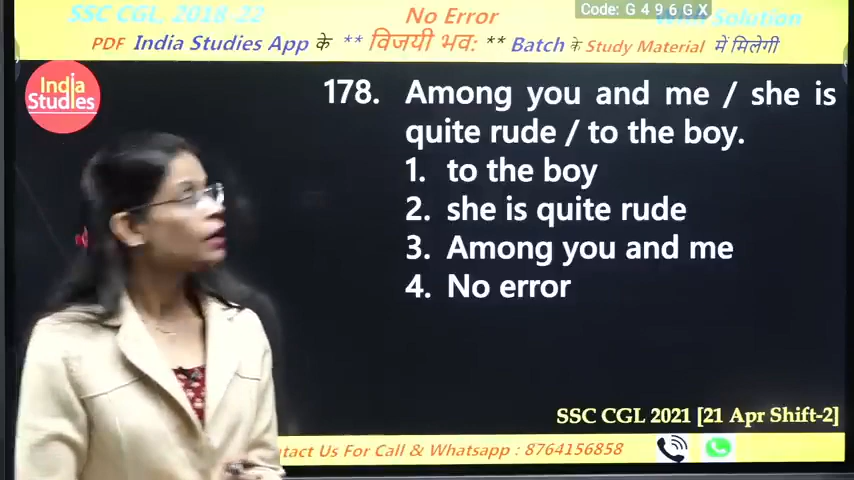 SSC CGL, 2018-22
No Error
Code: G 4 9 6 G X
With Solution
PDF India Studies App के ** विजयी भव: ** Batch के Study Material में मिलेगी
India
Studies
178. Among you and me / she is
quite rude / to the boy.
1. to the boy
2. she is quite rude
3. Among you and me
4. No error
SSC CGL 2021 [21 Apr Shift-2]
ntact Us For Call & Whatsapp : 8764156858